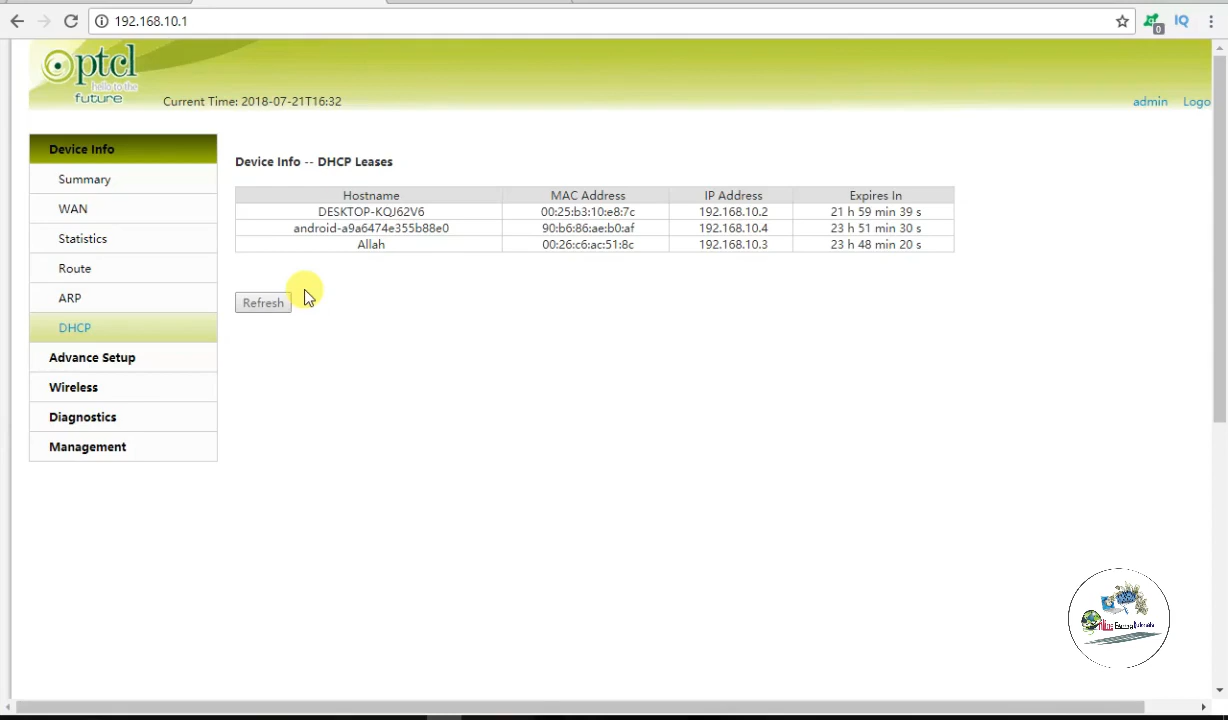 192.168.10.1
0
IQ
ptcl
hello to the
future
Current Time: 2018-07-21T16:32
admin Logo
Device Info
Summary
WAN
Statistics
Route
ARP
DHCP
Advance Setup
Wireless
Diagnostics
Management
Device Info -- DHCP Leases
Hostname MAC Address IP Address Expires In
DESKTOP-KQJ62V6 00:25:b3:10:e8:7c 192.168.10.2 21 h 59 min 39 s
android-a9a6474e355b88e0 90:b6:86:ae:b0:af 192.168.10.4 23 h 51 min 30 s
Allah 00:26:c6:ac:51:8c 192.168.10.3 23 h 48 min 20 s
Refresh